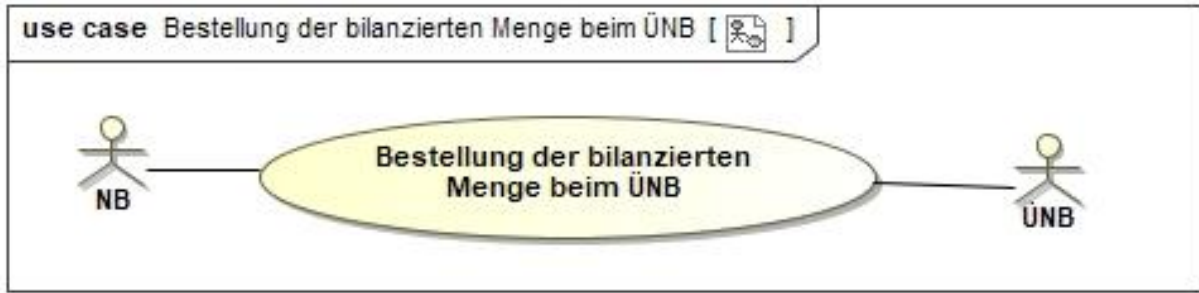 use case Bestellung der bilanzierten Menge beim ÜNB [ ]
Bestellung der bilanzierten
Menge beim ÜNB
NB
ÜNB